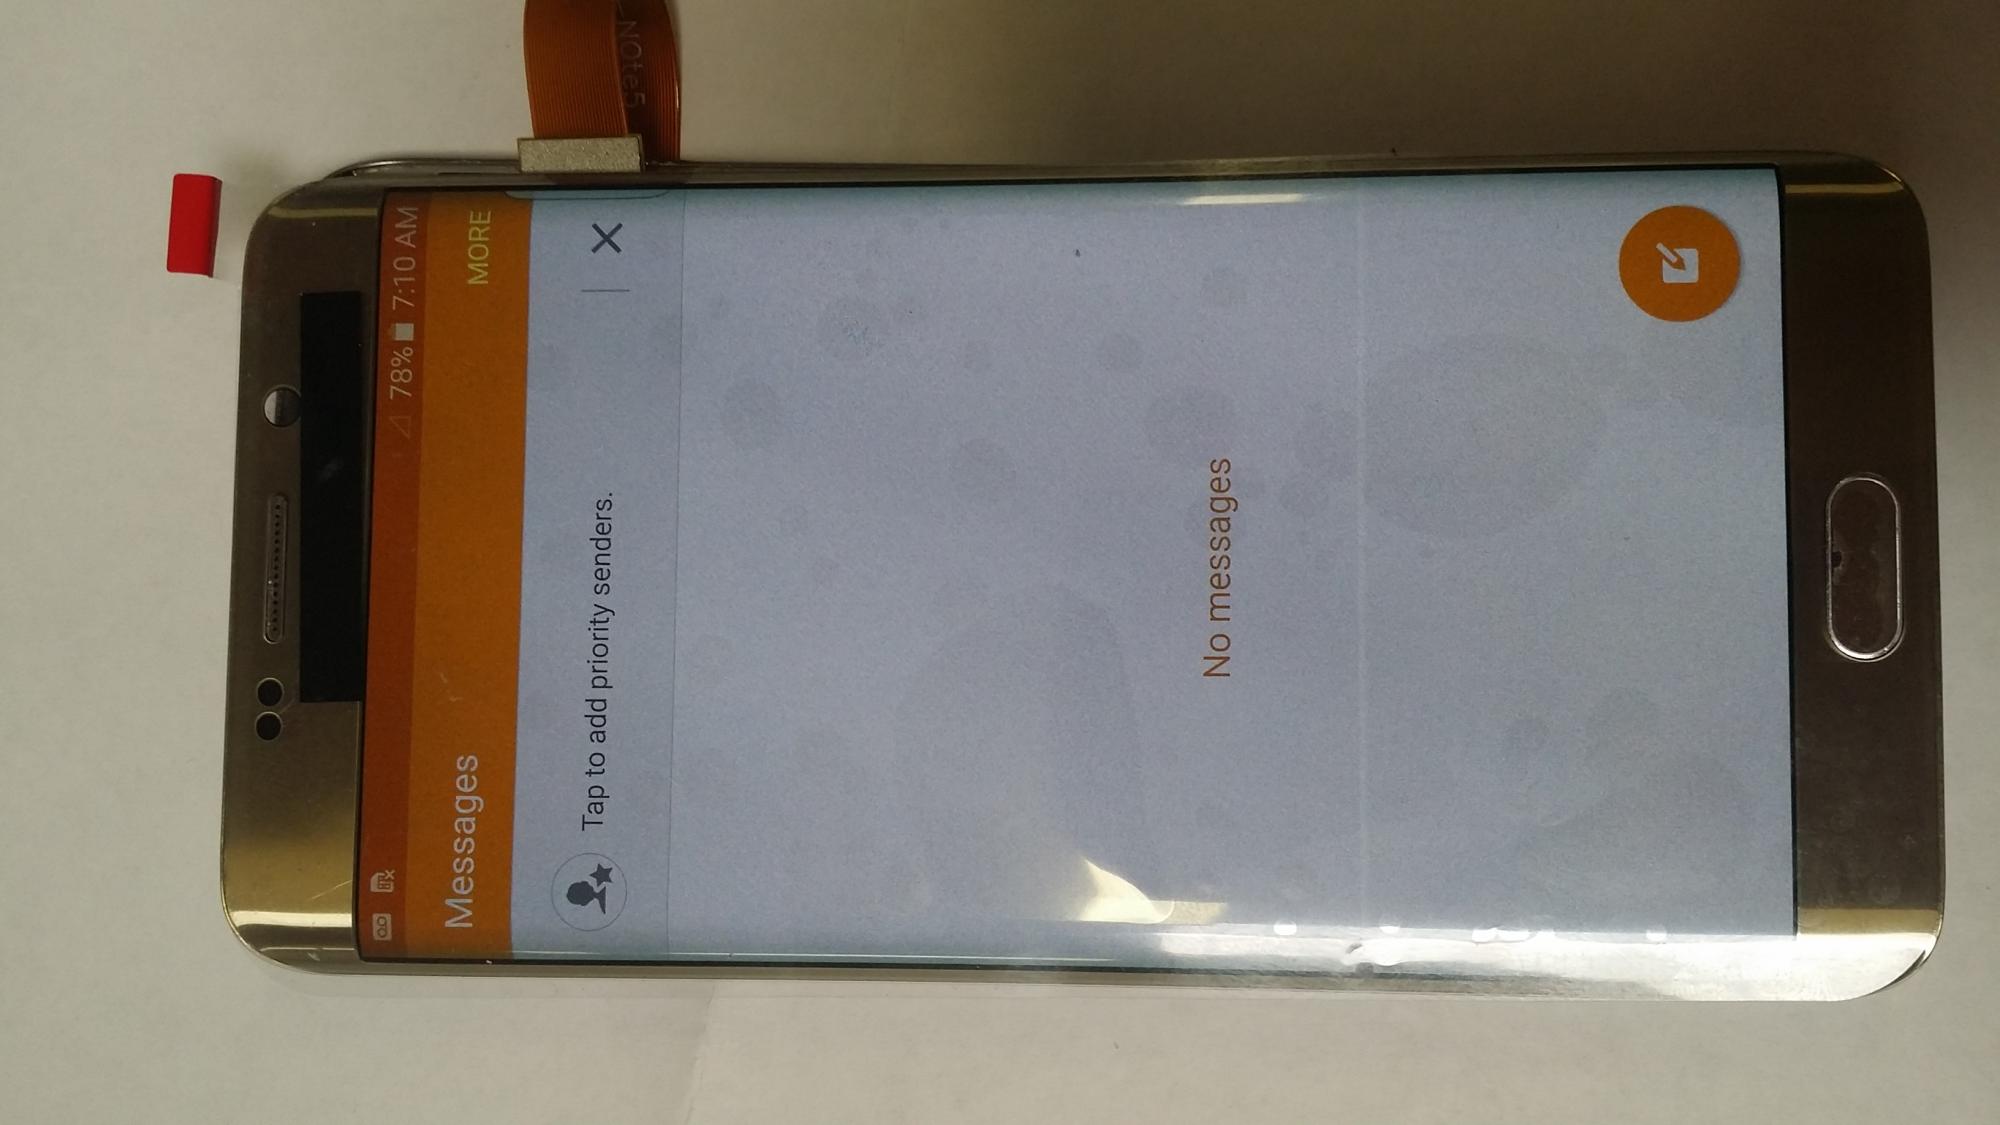 NOte5
78% 7:10 AM
Messages
MORE
Tap to add priority senders.
No messages